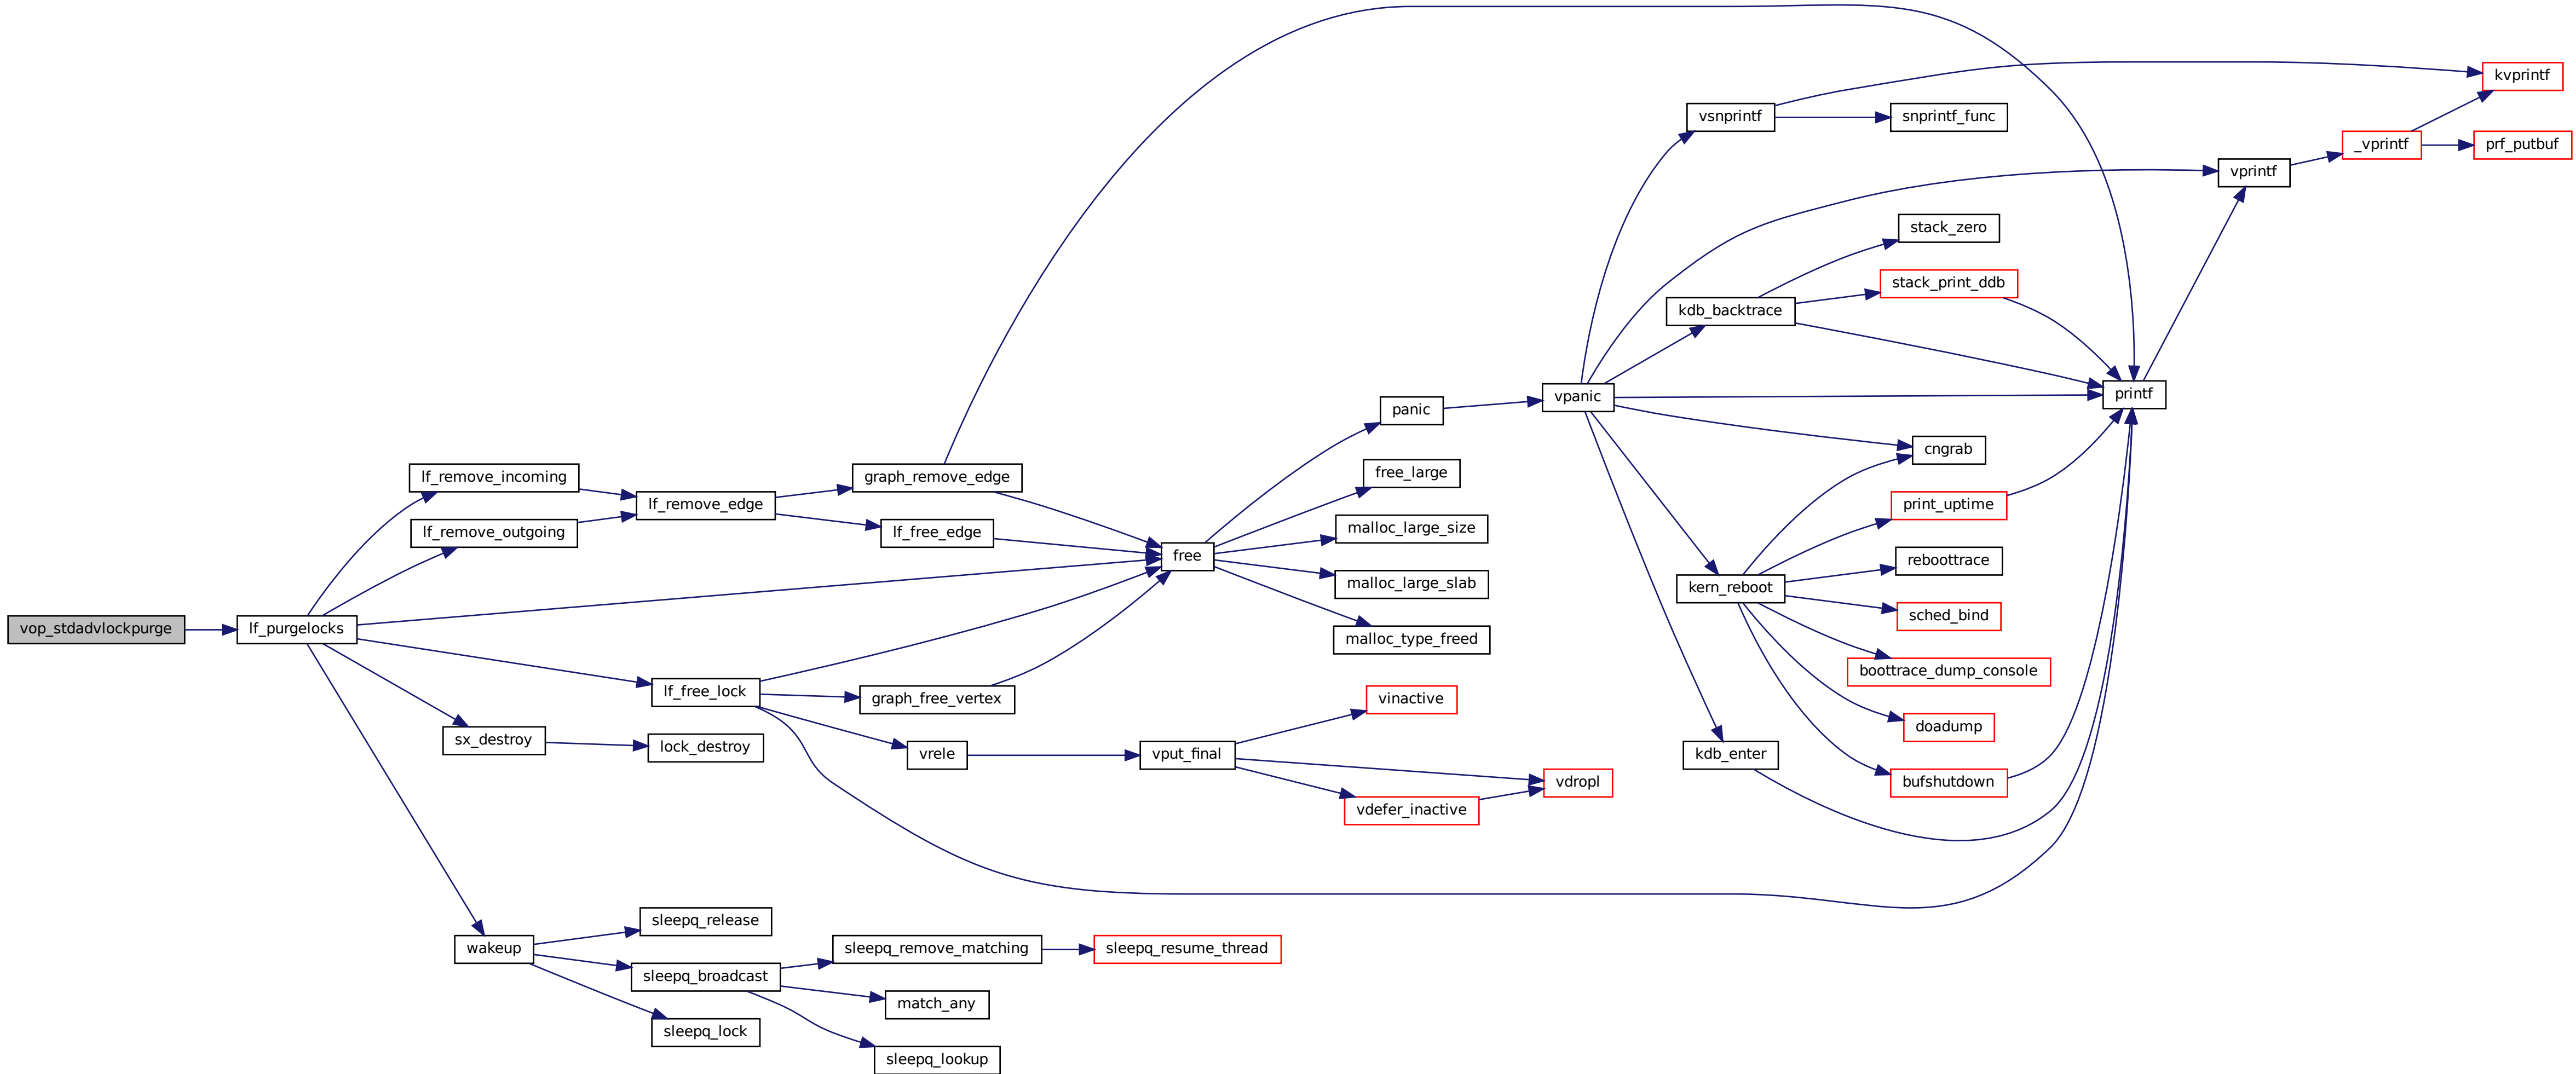 vop_stdadvlockpurge
lf_purgelocks
lf_remove_incoming
lf_remove_outgoing
sx_destroy
wakeup
lf_remove_edge
lf_free_lock
lock_destroy
sleepq_release
sleepq_broadcast
sleepq_lock
graph_remove_edge
lf_free_edge
graph_free_vertex
vrele
sleepq_remove_matching
match_any
sleepq_lookup
free
vput_final
sleepq_resume_thread
panic
free_large
malloc_large_size
malloc_large_slab
malloc_type_freed
vinactive
vdefer_inactive
vpanic
vdropl
vsnprintf
kdb_backtrace
kern_reboot
kdb_enter
snprintf_func
stack_zero
stack_print_ddb
cngrab
print_uptime
reboottrace
sched_bind
boottrace_dump_console
doadump
bufshutdown
printf
vprintf
_vprintf
kvprintf
prf_putbuf